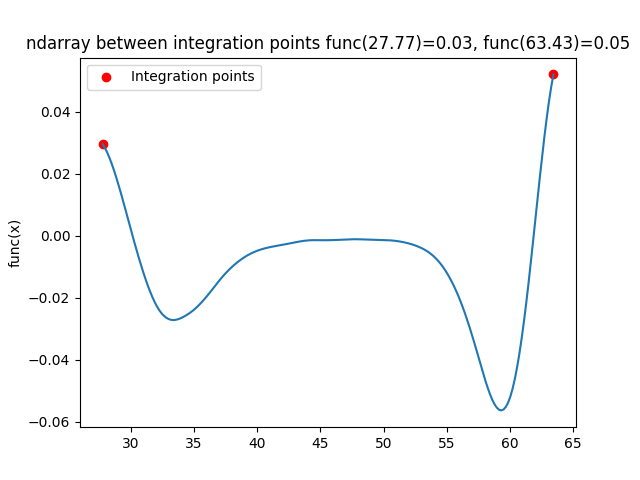 ndarray between integration points func(27.77)=0.03, func(63.43)=0.05
Integration points
func(x)
0.04
0.02
0.00
−0.02
−0.04
−0.06
30 35 40 45 50 55 60 65